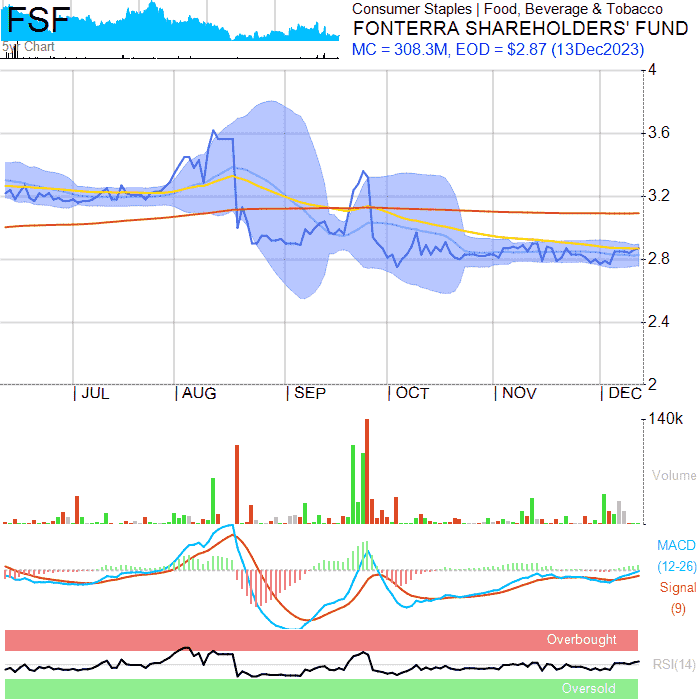 FSF
5yr Chart
Consumer Staples | Food, Beverage & Tobacco
FONTERRA SHAREHOLDERS' FUND
MC = 308.3M, EOD = $2.87 (13Dec2023)
4
3.6
3.2
2.8
2.4
2
| JUL | AUG | SEP | OCT | NOV | DEC
140k
Volume
MACD
(12-26)
Signal
(9)
Overbought
RSI(14)
Oversold